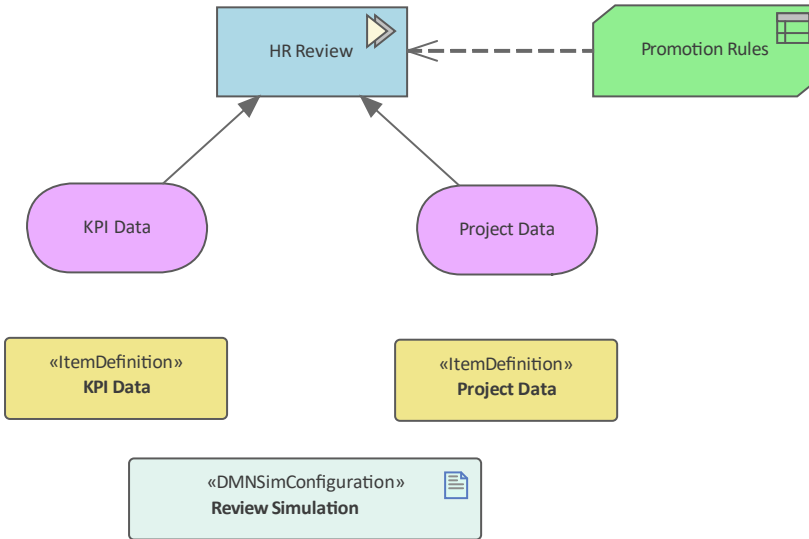 HR Review
Promotion Rules
KPI Data
Project Data
«ItemDefinition»
KPI Data
«ItemDefinition»
Project Data
«DMNSimConfiguration»
Review Simulation